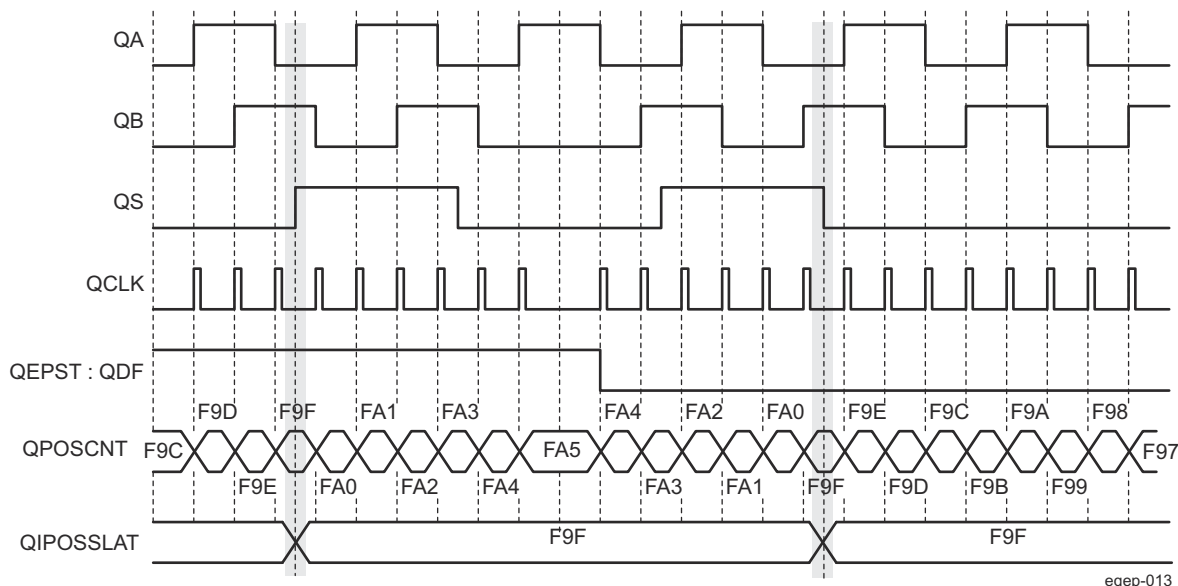 QA
QB
QS
QCLK
QEPST : QDF
F9D F9F FA1 FA3 FA4 FA2 FA0 F9E F9C F9A F98
QPOSCNT F9C FA5 F97
F9E FA0 FA2 FA4 FA3 FA1 F9F F9D F9B F99
QIPOSSLAT F9F F9F
eqep-013